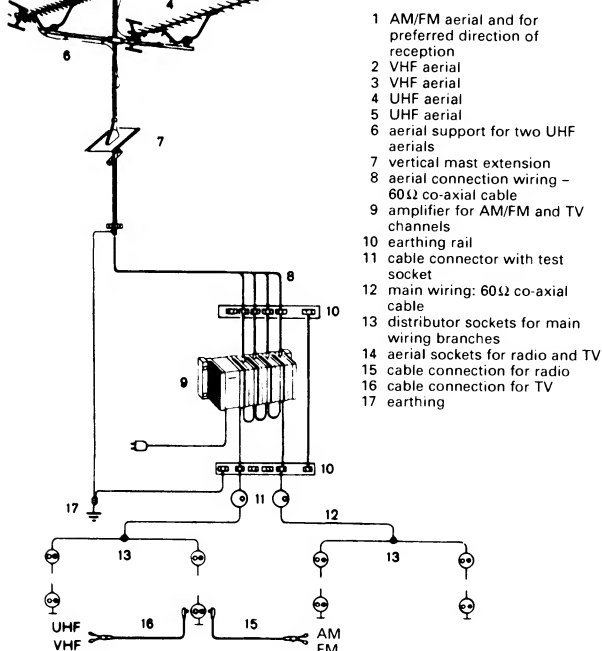 4
6
7
8
10
9
10
17
11
12
13
13
16
15
UHF
VHF
AM
FM
1 AM/FM aerial and for
preferred direction of
reception
2 VHF aerial
3 VHF aerial
4 UHF aerial
5 UHF aerial
6 aerial support for two UHF
aerials
7 vertical mast extension
8 aerial connection wiring –
60Ω co-axial cable
9 amplifier for AM/FM and TV
channels
10 earthing rail
11 cable connector with test
socket
12 main wiring: 60Ω co-axial
cable
13 distributor sockets for main
wiring branches
14 aerial sockets for radio and TV
15 cable connection for radio
16 cable connection for TV
17 earthing